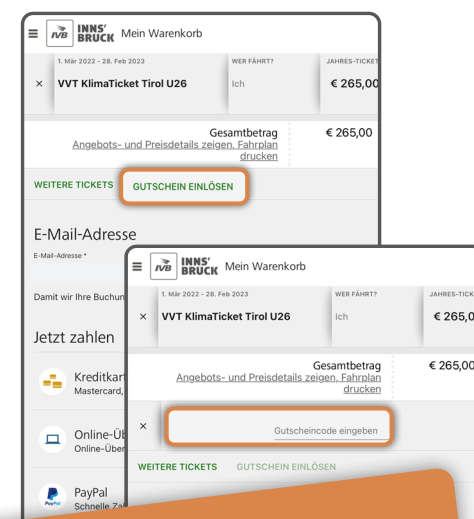 IVB INNS' BRUCK Mein Warenkorb
1. Mär 2022 - 28. Feb 2023 WER FÄHRT? JAHRES-TICKET
× VVT KlimaTicket Tirol U26 Ich € 265,00
Gesamtbetrag € 265,00
Angebots- und Preisdetails zeigen, Fahrplan
drucken
WEITERE TICKETS GUTSCHEIN EINLÖSEN
E-Mail-Adresse
E-Mail-Adresse *
Damit wir Ihre Buchun
Jetzt zahlen
Kreditkar
Mastercard,
Online-Üb
Online-Über
PayPal
PayPal
Schnelle Za
IVB INNS' BRUCK Mein Warenkorb
1. Mär 2022 - 28. Feb 2023 WER FÄHRT? JAHRES-TICK
× VVT KlimaTicket Tirol U26 Ich € 265,0
Gesamtbetrag € 265,00
Angebots- und Preisdetails zeigen, Fahrplan
drucken
× Gutscheincode eingeben
WEITERE TICKETS GUTSCHEIN EINLÖSEN